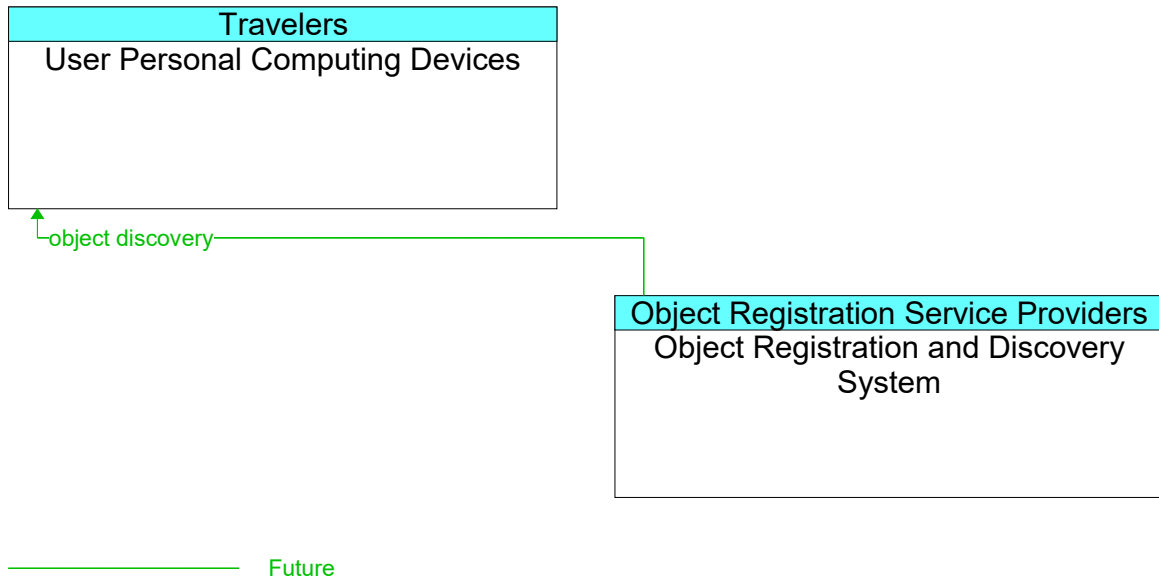 Travelers
User Personal Computing Devices
object discovery
Object Registration Service Providers
Object Registration and Discovery
System
Future